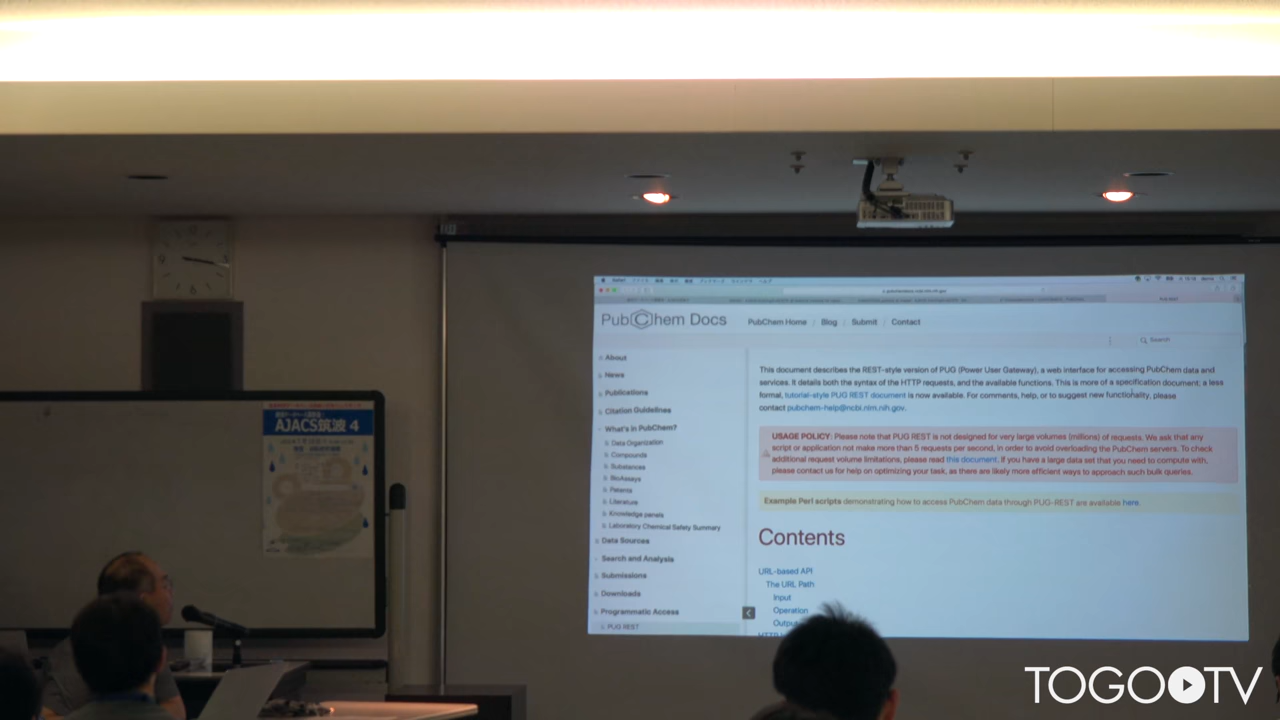 AJACS筑波 4
PubChem Docs
PubChem Home / Blog / Submit / Contact
Search
About
News
Publications
Citation Guidelines
What's in PubChem?
Data Organization
Compounds
Substances
BioAssays
Patents
Literature
Knowledge panels
Laboratory Chemical Safety Summary
Data Sources
Search and Analysis
Submissions
Downloads
Programmatic Access
PUG REST
This document describes the REST-style version of PUG (Power User Gateway), a web interface for accessing PubChem data and
services. It details both the syntax of the HTTP requests, and the available functions. This is more of a specification document; a less
formal, tutorial-style PUG REST document is now available. For comments, help, or to suggest new functionality, please
contact pubchem-help@ncbi.nlm.nih.gov.
USAGE POLICY: Please note that PUG REST is not designed for very large volumes (millions) of requests. We ask that any
script or application not make more than 5 requests per second, in order to avoid overloading the PubChem servers. To check
additional request volume limitations, please read this document. If you have a large data set that you need to compute with,
please contact us for help on optimizing your task, as there are likely more efficient ways to approach such bulk queries.
Example Perl scripts demonstrating how to access PubChem data through PUG-REST are available here.
Contents
URL-based API
The URL Path
Input
Operation
Outpu
TOGOTV